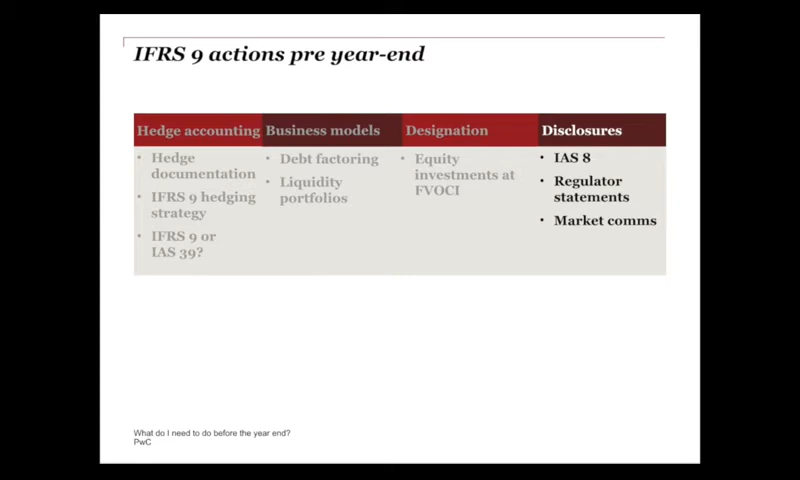 IFRS 9 actions pre year-end
Hedge accounting
• Hedge
documentation
• IFRS 9 hedging
strategy
• IFRS 9 or
IAS 39?
Business models
• Debt factoring
• Liquidity
portfolios
Designation
• Equity
investments at
FVOCI
Disclosures
• IAS 8
• Regulator
statements
• Market comms
What do I need to do before the year end?
PwC